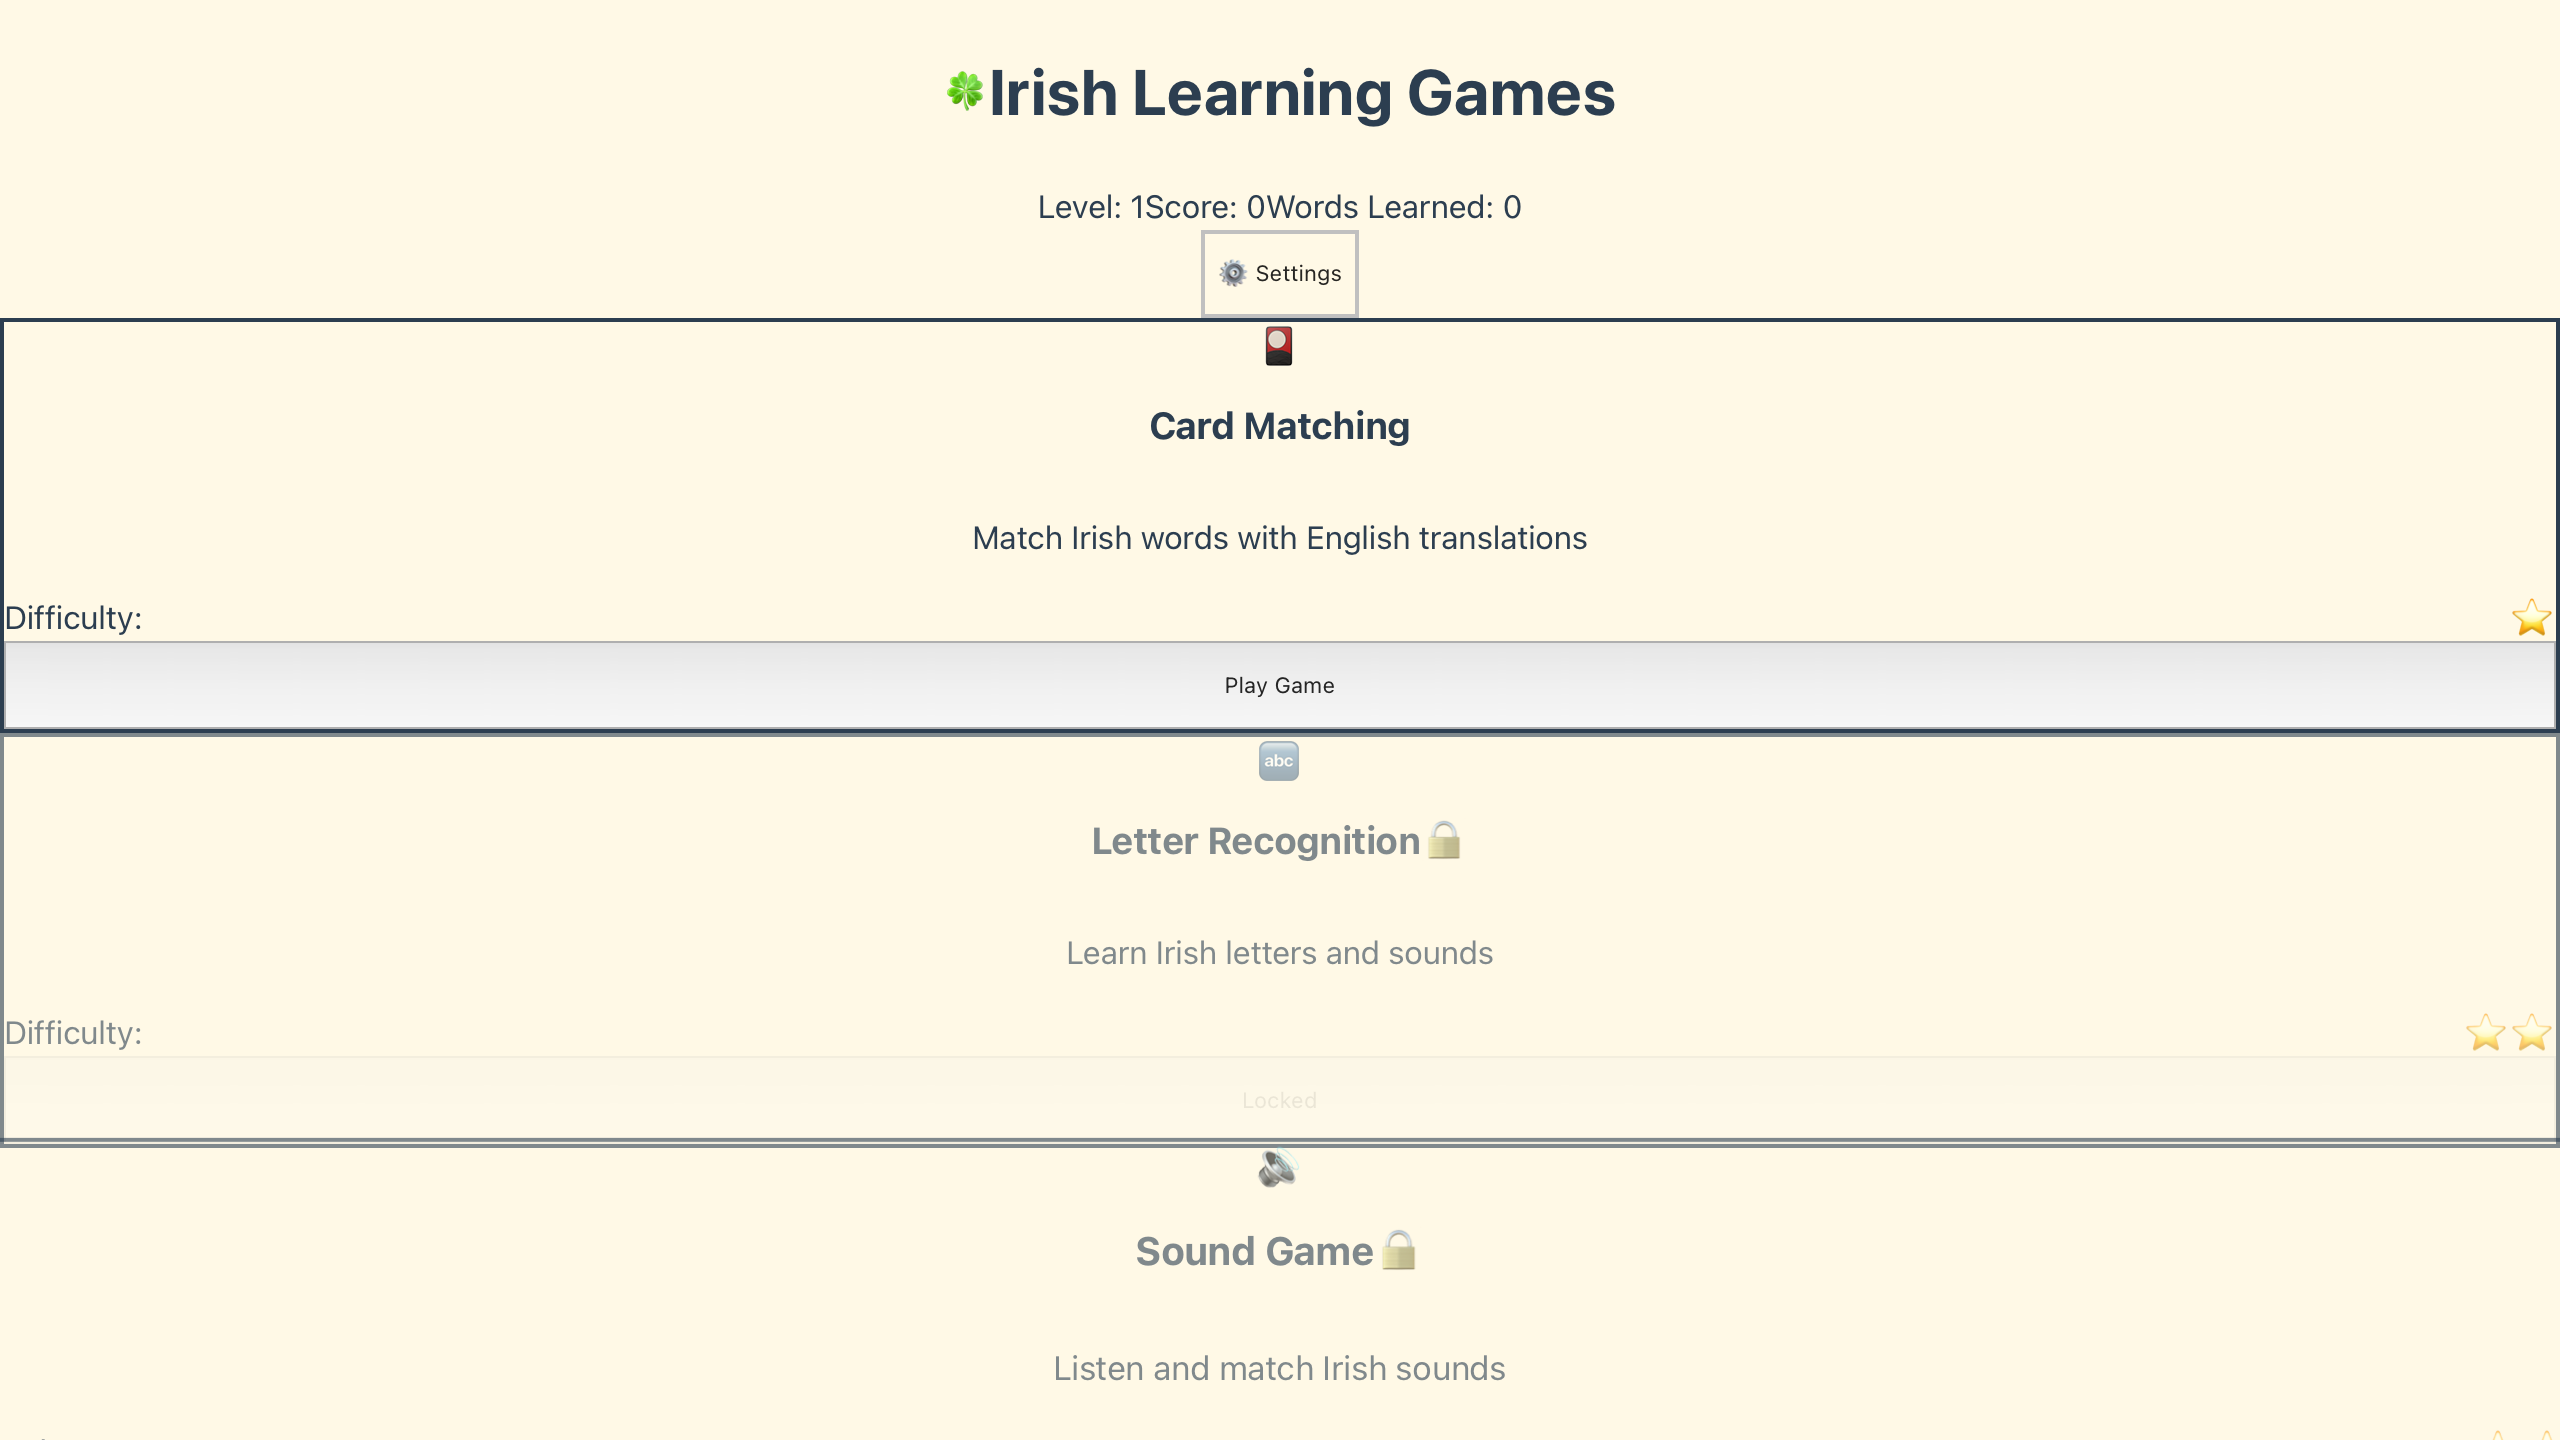 Irish Learning Games
Level: 1Score: 0Words Learned: 0
Settings
Card Matching
Match Irish words with English translations
Difficulty:
Play Game
abc
Letter Recognition
Learn Irish letters and sounds
Difficulty:
Locked
Sound Game
Listen and match Irish sounds